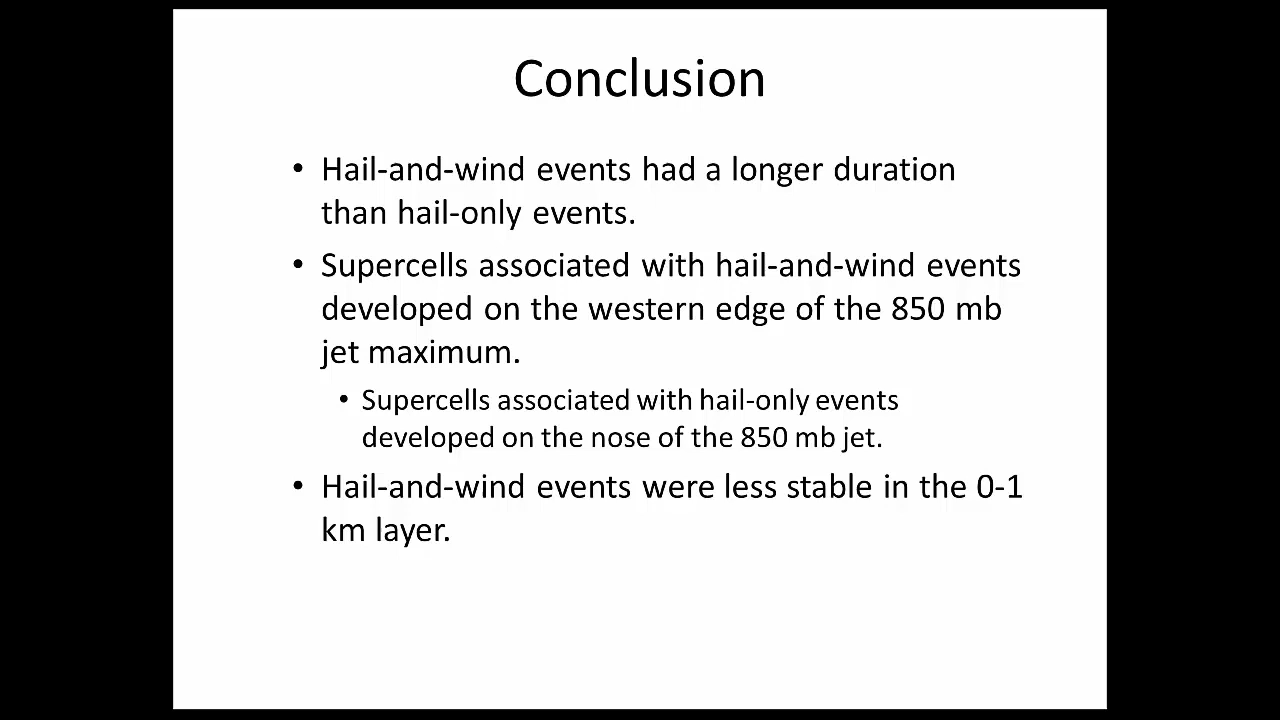 Conclusion
• Hail-and-wind events had a longer duration
than hail-only events.
• Supercells associated with hail-and-wind events
developed on the western edge of the 850 mb
jet maximum.
• Supercells associated with hail-only events
developed on the nose of the 850 mb jet.
• Hail-and-wind events were less stable in the 0-1
km layer.